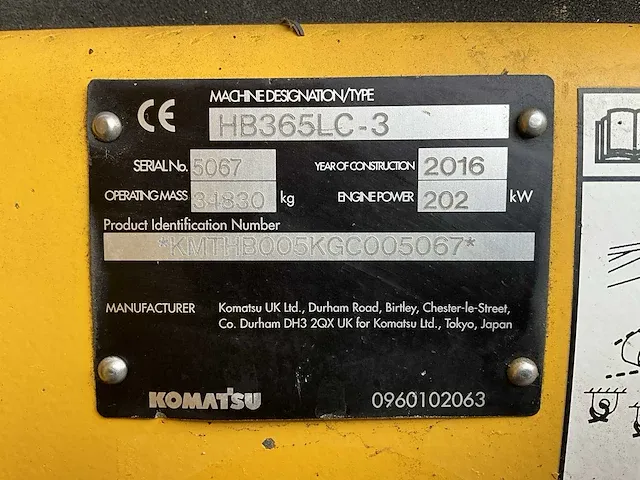 CE
MACHINE DESIGNATION/TYPE
HB365LC-3
SERIAL No. 5067 YEAR OF CONSTRUCTION 2016
OPERATING MASS 34830 kg ENGINE POWER 202 kW
Product Identification Number
*KMTHB005KGC005067*
MANUFACTURER Komatsu UK Ltd., Durham Road, Birtley, Chester-le-Street,
Co. Durham DH3 2QX UK for Komatsu Ltd., Tokyo, Japan
KOMATSU 0960102063